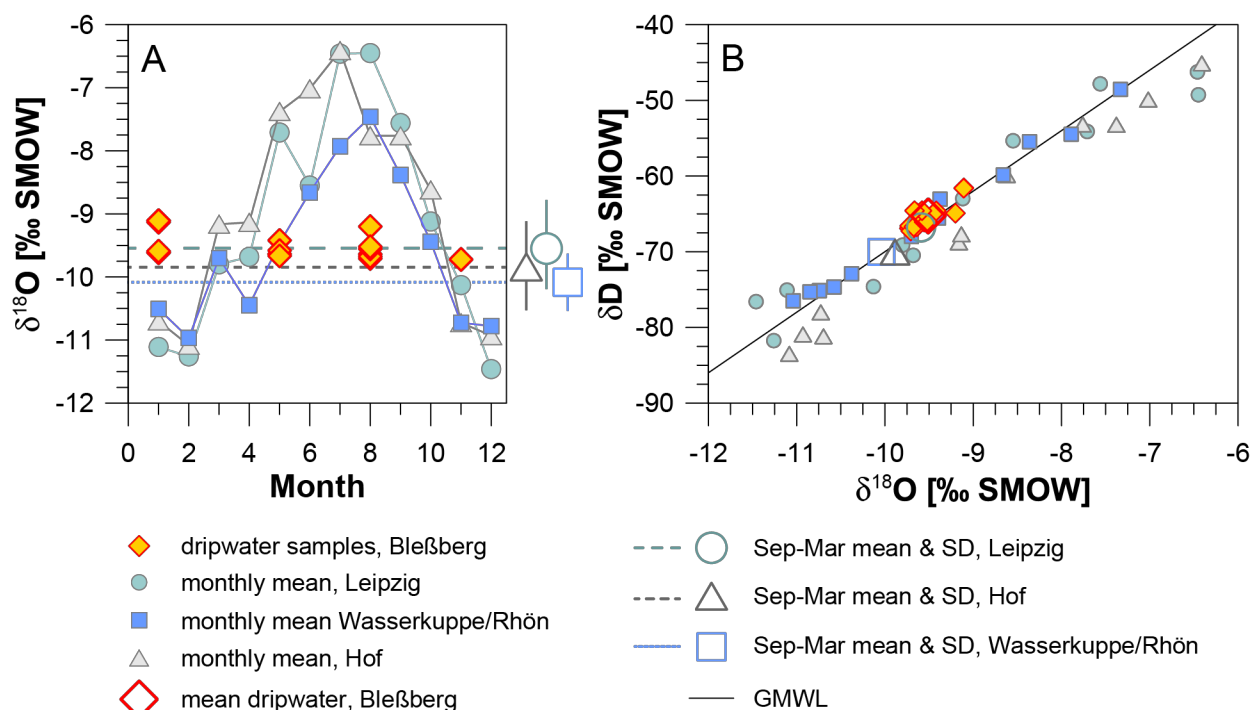 A
-6
-7
-8
-9
-10
-11
-12
δ18O [‰ SMOW]
0 2 4 6 8 10 12
Month
B
-40
-50
-60
-70
-80
-90
δD [‰ SMOW]
-12 -11 -10 -9 -8 -7 -6
δ18O [‰ SMOW]
dripwater samples, Bleßberg
monthly mean, Leipzig
monthly mean Wasserkuppe/Rhön
monthly mean, Hof
mean dripwater, Bleßberg
Sep-Mar mean & SD, Leipzig
Sep-Mar mean & SD, Hof
Sep-Mar mean & SD, Wasserkuppe/Rhön
GMWL